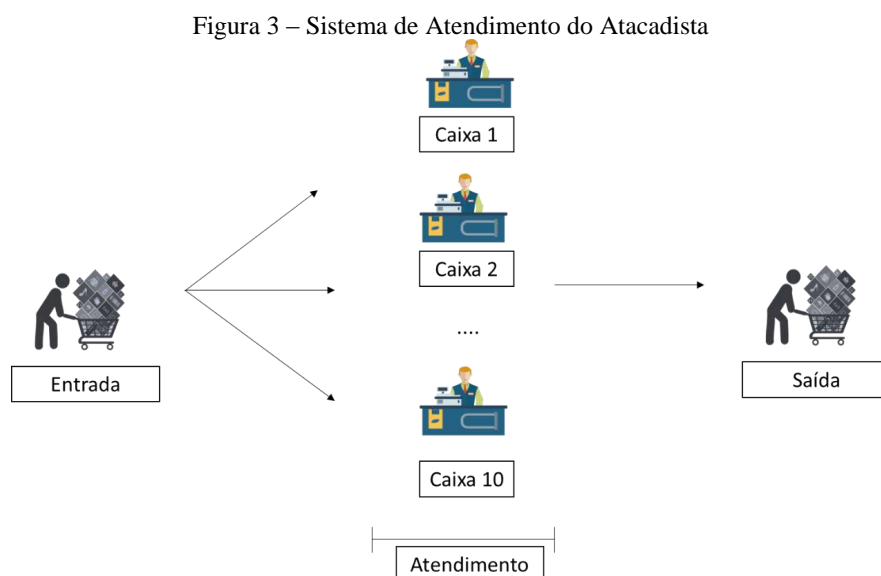 Figura 3 – Sistema de Atendimento do Atacadista
Caixa 1
Caixa 2
....
Entrada
Saída
Caixa 10
Atendimento